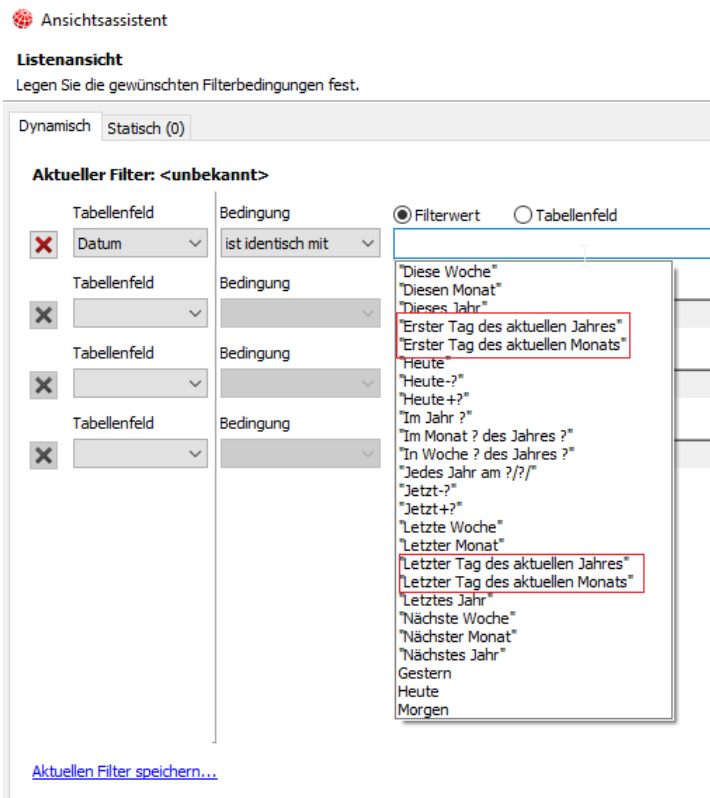 Ansichtsassistent
Listenansicht
Legen Sie die gewünschten Filterbedingungen fest.
Dynamisch Statisch (0)
Aktueller Filter: <unbekannt>
Tabellenfeld Bedingung Filterwert Tabellenfeld
Datum ist identisch mit
"Diese Woche"
Tabellenfeld Bedingung
"Diesen Monat"
"Dieses Jahr"
"Erster Tag des aktuellen Jahres"
"Erster Tag des aktuellen Monats"
Tabellenfeld Bedingung
"Heute"
"Heute-?"
"Heute+?"
"Im Jahr ?"
Tabellenfeld Bedingung
"Im Monat ? des Jahres ?"
"In Woche ? des Jahres ?"
"Jedes Jahr am ?/?/"
"Jetzt-?"
"Jetzt+?"
"Letzte Woche"
"Letzter Monat"
"Letzter Tag des aktuellen Jahres"
"Letzter Tag des aktuellen Monats"
"Letztes Jahr"
"Nächste Woche"
"Nächster Monat"
"Nächstes Jahr"
Gestern
Heute
Morgen
Aktuellen Filter speichern...